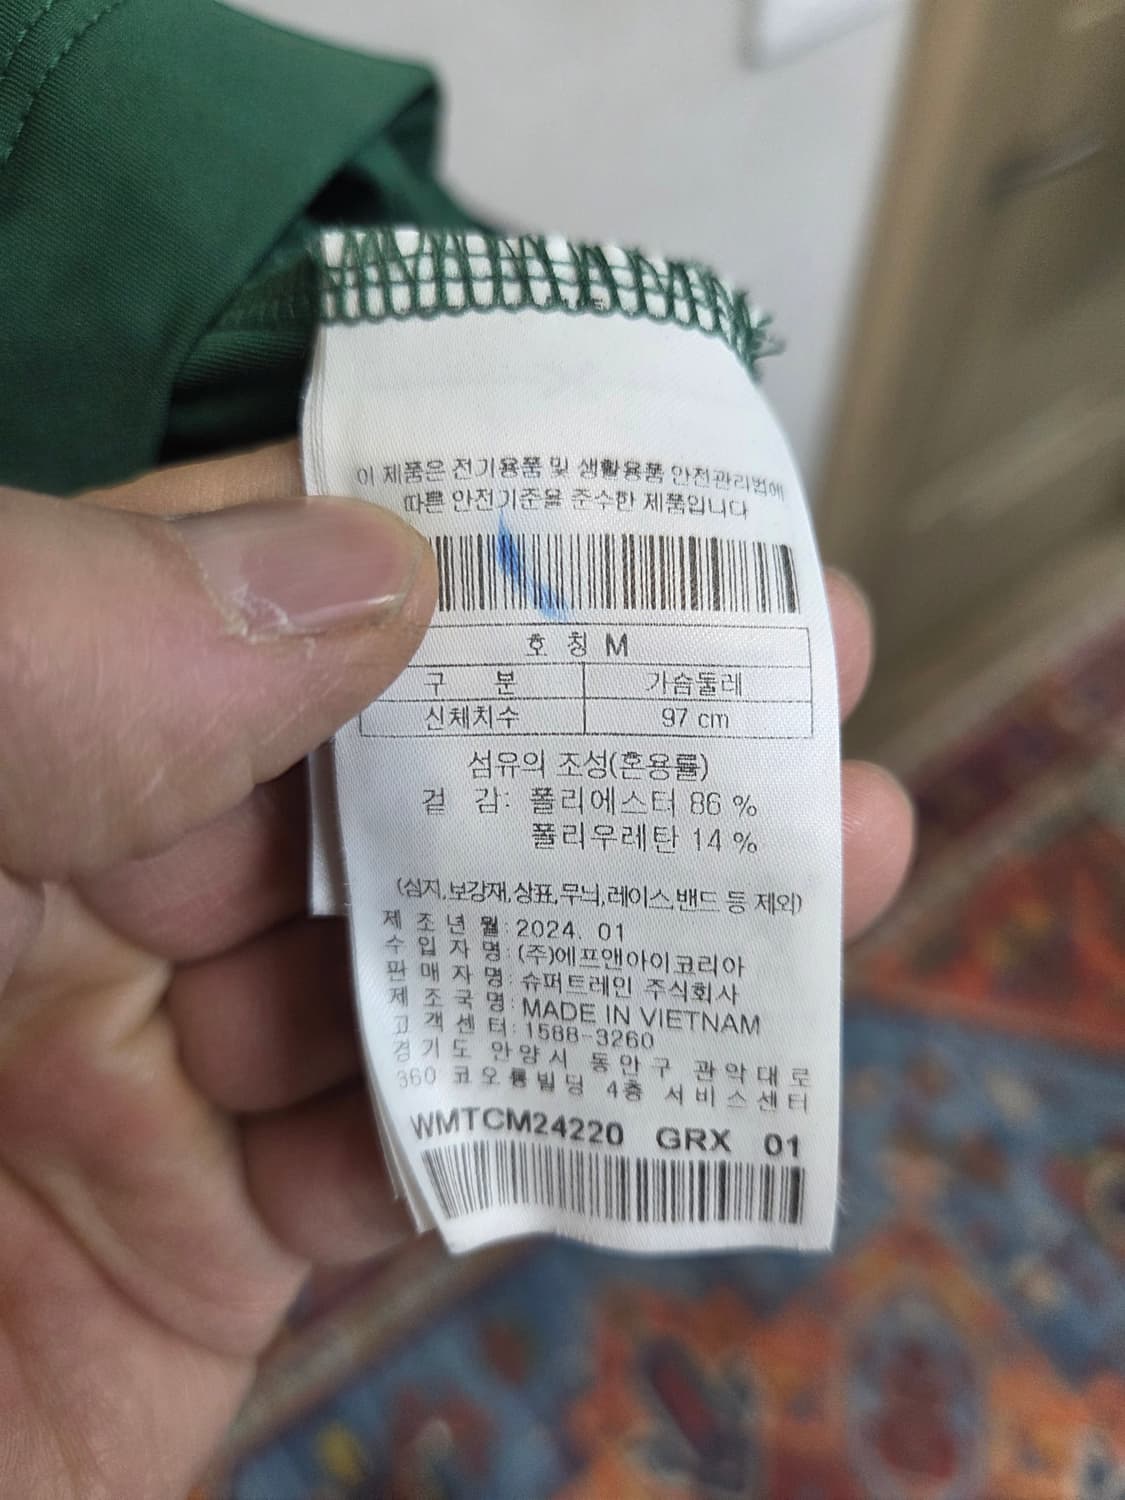 이 제품은 전기용품 및 생활용품 안전관리법에
따른 안전기준을 준수한 제품입니다
호 칭 M
구 분 가슴둘레
신체치수 97 cm
섬유의 조성(혼용률)
겉 감: 폴리에스터 86 %
폴리우레탄 14 %
(심지,보강재,상표,무늬,레이스,밴드 등 제외)
제 조 년 월: 2024. 01
수 입 자 명: (주)에프앤아이코리아
판 매 자 명: 슈퍼트레인 주식회사
제 조 국 명: MADE IN VIETNAM
고 객 센 터: 1588-3260
경 기 도 안 양 시 동 안 구 관 악 대 로
360 코 오 롱 빌 딩 4층 서 비 스 센 터
WMTCM24220 GRX 01